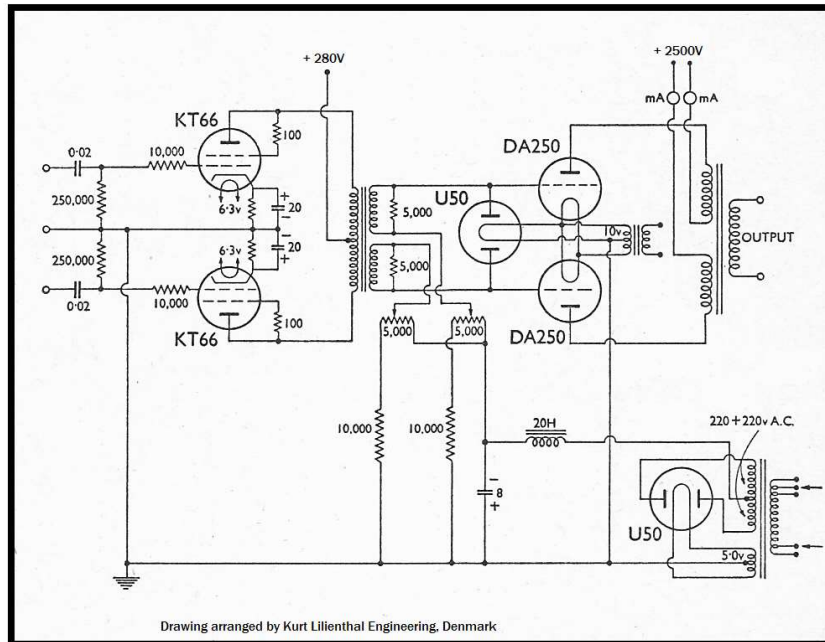 + 280V
+ 2500V
mA
mA
KT66
100
DA250
0·02
10,000
U50
250,000
6·3v
+
20
-
5,000
10v
OUTPUT
6·3v
-
20
+
250,000
5,000
0·02
10,000
100
5,000
5,000
KT66
DA250
10,000
10,000
20H
220 + 220v A.C.
-
8
+
U50
5·0v
Drawing arranged by Kurt Lilienthal Engineering, Denmark